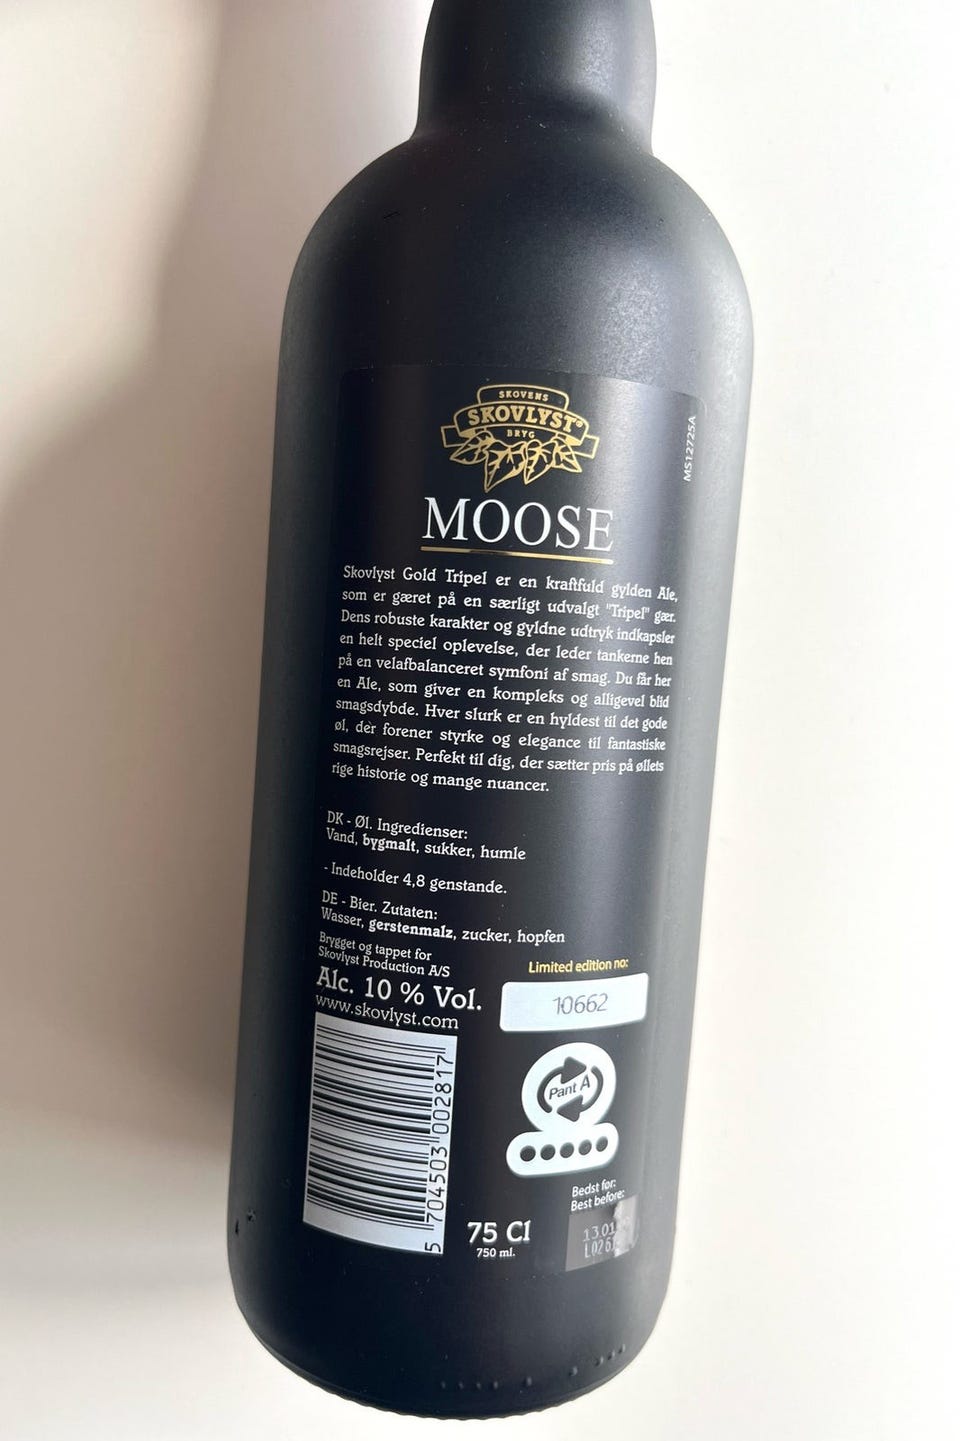 SKOVENS
SKOVLYST®
BRYG
MS12725A
MOOSE
Skovlyst Gold Tripel er en kraftfuld gylden Ale,
som er gæret på en særligt udvalgt "Tripel" gær.
Dens robuste karakter og gyldne udtryk indkapsler
en helt speciel oplevelse, der leder tankerne hen
på en velafbalanceret symfoni af smag. Du får her
en Ale, som giver en kompleks og alligevel blid
smagsdybde. Hver slurk er en hyldest til det gode
øl, der forener styrke og elegance til fantastiske
smagsrejser. Perfekt til dig, der sætter pris på øllets
rige historie og mange nuancer.
DK - Øl. Ingredienser:
Vand, bygmalt, sukker, humle
- Indeholder 4,8 genstande.
DE - Bier. Zutaten:
Wasser, gerstenmalz, zucker, hopfen
Brygget og tappet for
Skovlyst Production A/S
Alc. 10 % Vol.
www.skovlyst.com
Limited edition no:
10662
Pant A
5 704503 002817
75 Cl
750 ml.
Bedst før:
Best before: